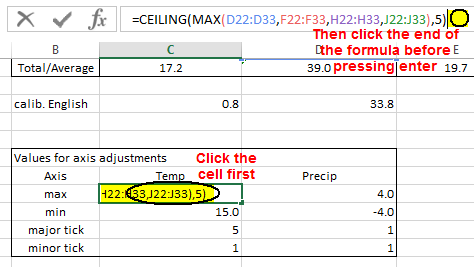 =CEILING(MAX(D22:D33,F22:F33,H22:H33,J22:J33),5)
Then click the end of
the formula before
pressing enter
B C D E
Total/Average 17.2 39.0 19.7
calib. English 0.8 33.8
Values for axis adjustments
Click the
cell first
Axis Temp Precip
max H22:H33,J22:J33),5) 4.0
min 15.0 -4.0
major tick 5 1
minor tick 1 1